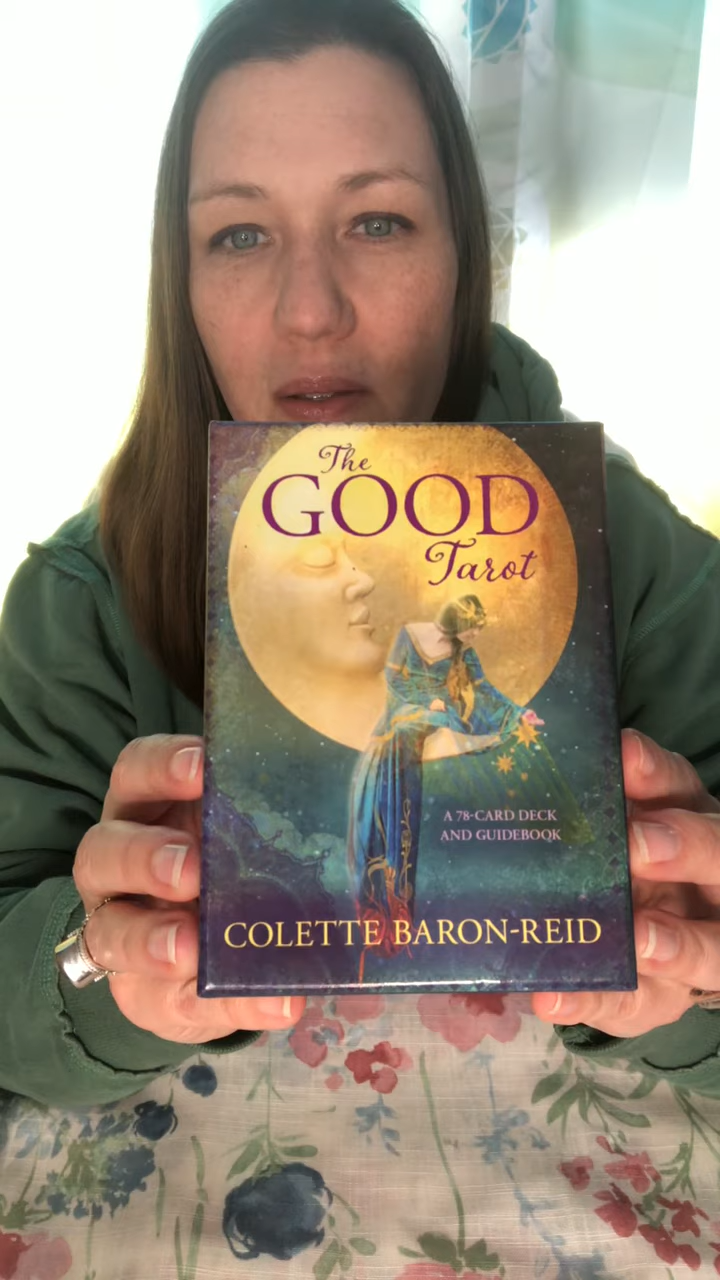 The
GOOD
Tarot
A 78-CARD DECK
AND GUIDEBOOK
COLETTE BARON-REID